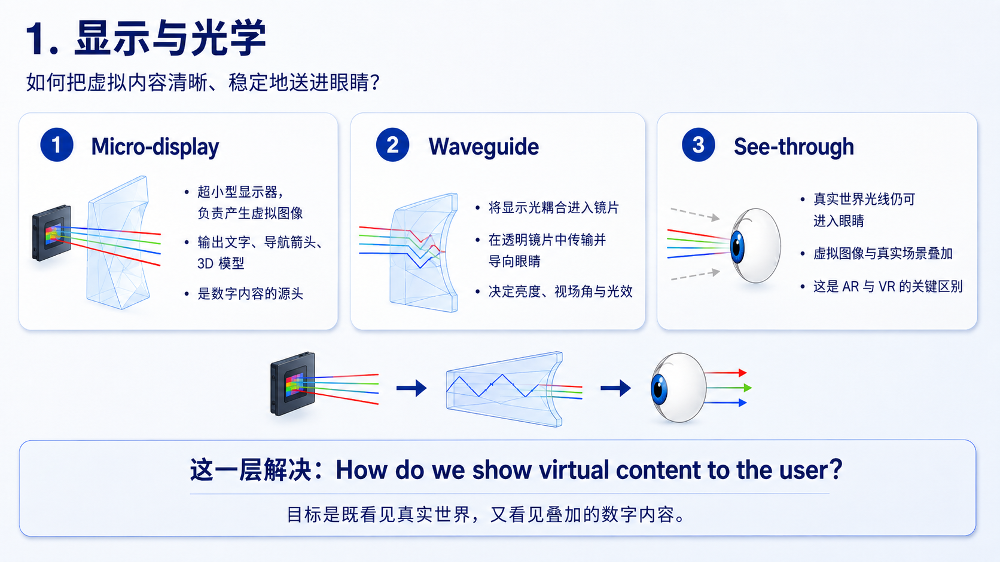 1. 显示与光学
如何把虚拟内容清晰、稳定地送进眼睛？
1 Micro-display
• 超小型显示器，
负责产生虚拟图像
• 输出文字、导航箭头、
3D 模型
• 是数字内容的源头
2 Waveguide
• 将显示光耦合进入镜片
• 在透明镜片中传输并
导向眼睛
• 决定亮度、视场角与光效
3 See-through
• 真实世界光线仍可
进入眼睛
• 虚拟图像与真实场景叠加
• 这是 AR 与 VR 的关键区别
这一层解决：How do we show virtual content to the user?
目标是既看见真实世界，又看见叠加的数字内容。